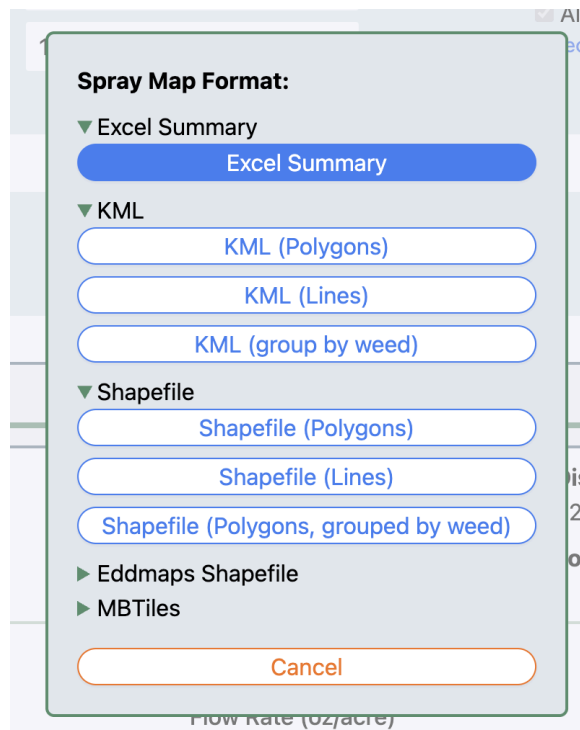 Spray Map Format:
Excel Summary
Excel Summary
KML
KML (Polygons)
KML (Lines)
KML (group by weed)
Shapefile
Shapefile (Polygons)
Shapefile (Lines)
Shapefile (Polygons, grouped by weed)
Eddmaps Shapefile
MBTiles
Cancel
Flow Rate (oz/acre)